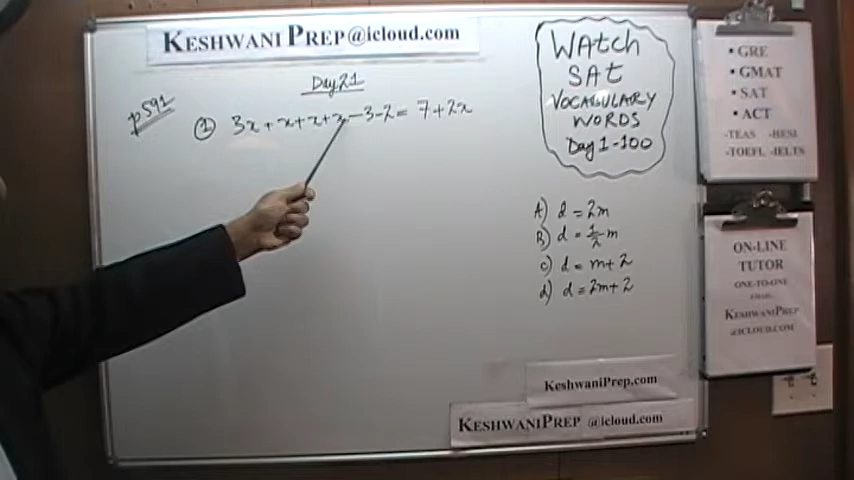 KESHWANI PREP@icloud.com
Day 21
p591
① 3x + x + x + x - 3 - 2 = 7 + 2x
WAtch
SAt
VOCABULARY
WORDS
Day 1-100
A) d = 2m
B) d = 1/2 m
c) d = m + 2
d) d = 2m + 2
• GRE
• GMAT
• SAT
• ACT
-TEAS -HESI
-TOEFL -IELTS
ON-LINE
TUTOR
ONE-TO-ONE
EMAIL:
KESHWANIPREP
@ICLOUD.COM
KeshwaniPrep.com
KESHWANIPREP @icloud.com